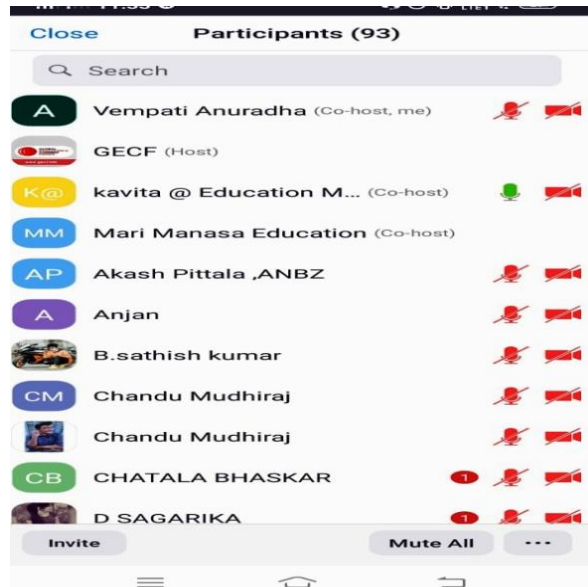 Close Participants (93)
Search
A Vempati Anuradha (Co-host, me)
GECF (Host)
K@ kavita @ Education M... (Co-host)
MM Mari Manasa Education (Co-host)
AP Akash Pittala ,ANBZ
A Anjan
B.sathish kumar
CM Chandu Mudhiraj
Chandu Mudhiraj
CB CHATALA BHASKAR 1
D SAGARIKA 1
Invite Mute All ...